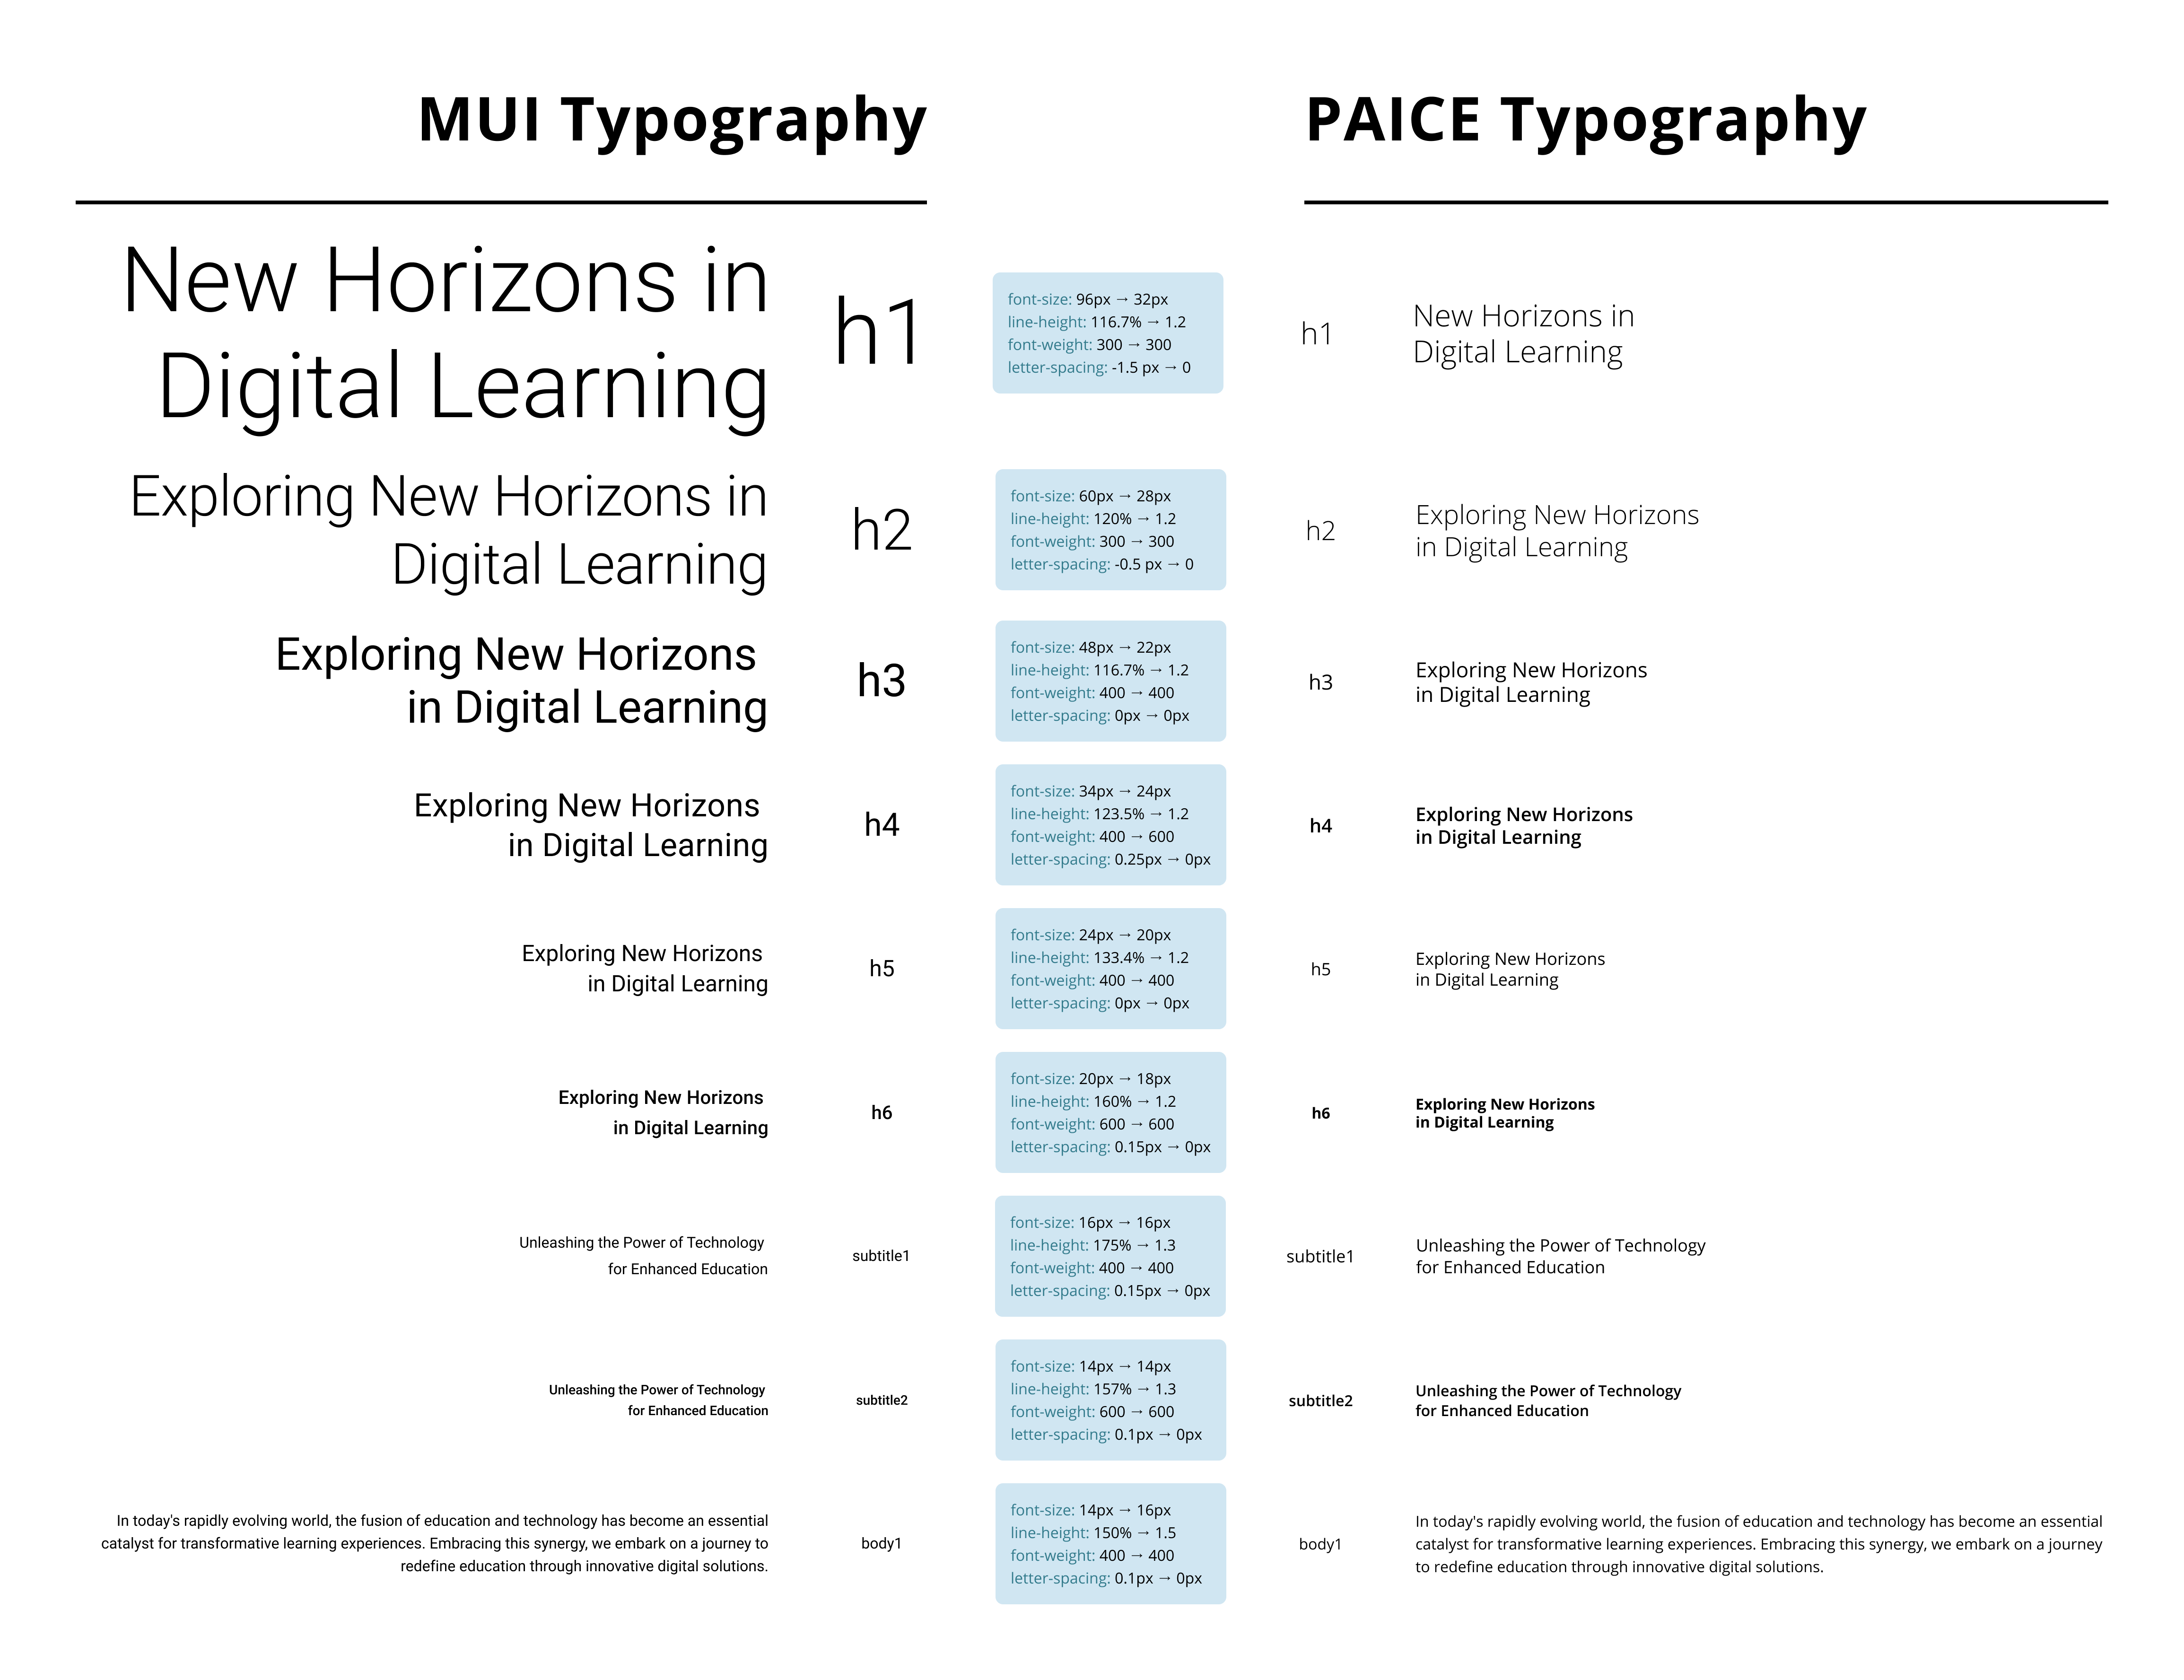 MUI Typography
PAICE Typography
New Horizons in
Digital Learning
h1
font-size: 96px → 32px
line-height: 116.7% → 1.2
font-weight: 300 → 300
letter-spacing: -1.5 px → 0
h1
New Horizons in
Digital Learning
Exploring New Horizons in
Digital Learning
h2
font-size: 60px → 28px
line-height: 120% → 1.2
font-weight: 300 → 300
letter-spacing: -0.5 px → 0
h2
Exploring New Horizons
in Digital Learning
Exploring New Horizons
in Digital Learning
h3
font-size: 48px → 22px
line-height: 116.7% → 1.2
font-weight: 400 → 400
letter-spacing: 0px → 0px
h3
Exploring New Horizons
in Digital Learning
Exploring New Horizons
in Digital Learning
h4
font-size: 34px → 24px
line-height: 123.5% → 1.2
font-weight: 400 → 600
letter-spacing: 0.25px → 0px
h4
Exploring New Horizons
in Digital Learning
Exploring New Horizons
in Digital Learning
h5
font-size: 24px → 20px
line-height: 133.4% → 1.2
font-weight: 400 → 400
letter-spacing: 0px → 0px
h5
Exploring New Horizons
in Digital Learning
Exploring New Horizons
in Digital Learning
h6
font-size: 20px → 18px
line-height: 160% → 1.2
font-weight: 600 → 600
letter-spacing: 0.15px → 0px
h6
Exploring New Horizons
in Digital Learning
Unleashing the Power of Technology
for Enhanced Education
subtitle1
font-size: 16px → 16px
line-height: 175% → 1.3
font-weight: 400 → 400
letter-spacing: 0.15px → 0px
subtitle1
Unleashing the Power of Technology
for Enhanced Education
Unleashing the Power of Technology
for Enhanced Education
subtitle2
font-size: 14px → 14px
line-height: 157% → 1.3
font-weight: 600 → 600
letter-spacing: 0.1px → 0px
subtitle2
Unleashing the Power of Technology
for Enhanced Education
In today's rapidly evolving world, the fusion of education and technology has become an essential
catalyst for transformative learning experiences. Embracing this synergy, we embark on a journey to
redefine education through innovative digital solutions.
body1
font-size: 14px → 16px
line-height: 150% → 1.5
font-weight: 400 → 400
letter-spacing: 0.1px → 0px
body1
In today's rapidly evolving world, the fusion of education and technology has become an essential
catalyst for transformative learning experiences. Embracing this synergy, we embark on a journey
to redefine education through innovative digital solutions.